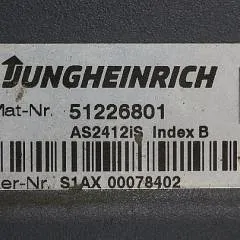 JUNGHEINRICH
Mat-Nr. 51226801
AS2412iS Index B
er-Nr. S1AX 00078402